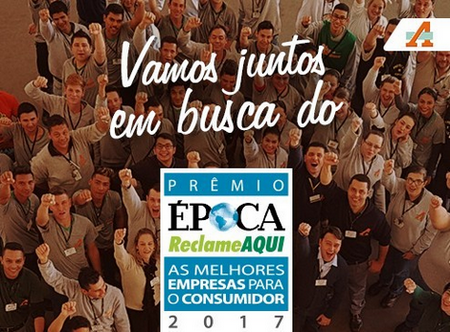 Vamos juntos
em busca do
PRÊMIO
ÉPOCA
ReclameAQUI
AS MELHORES
EMPRESAS PARA
O CONSUMIDOR
2017